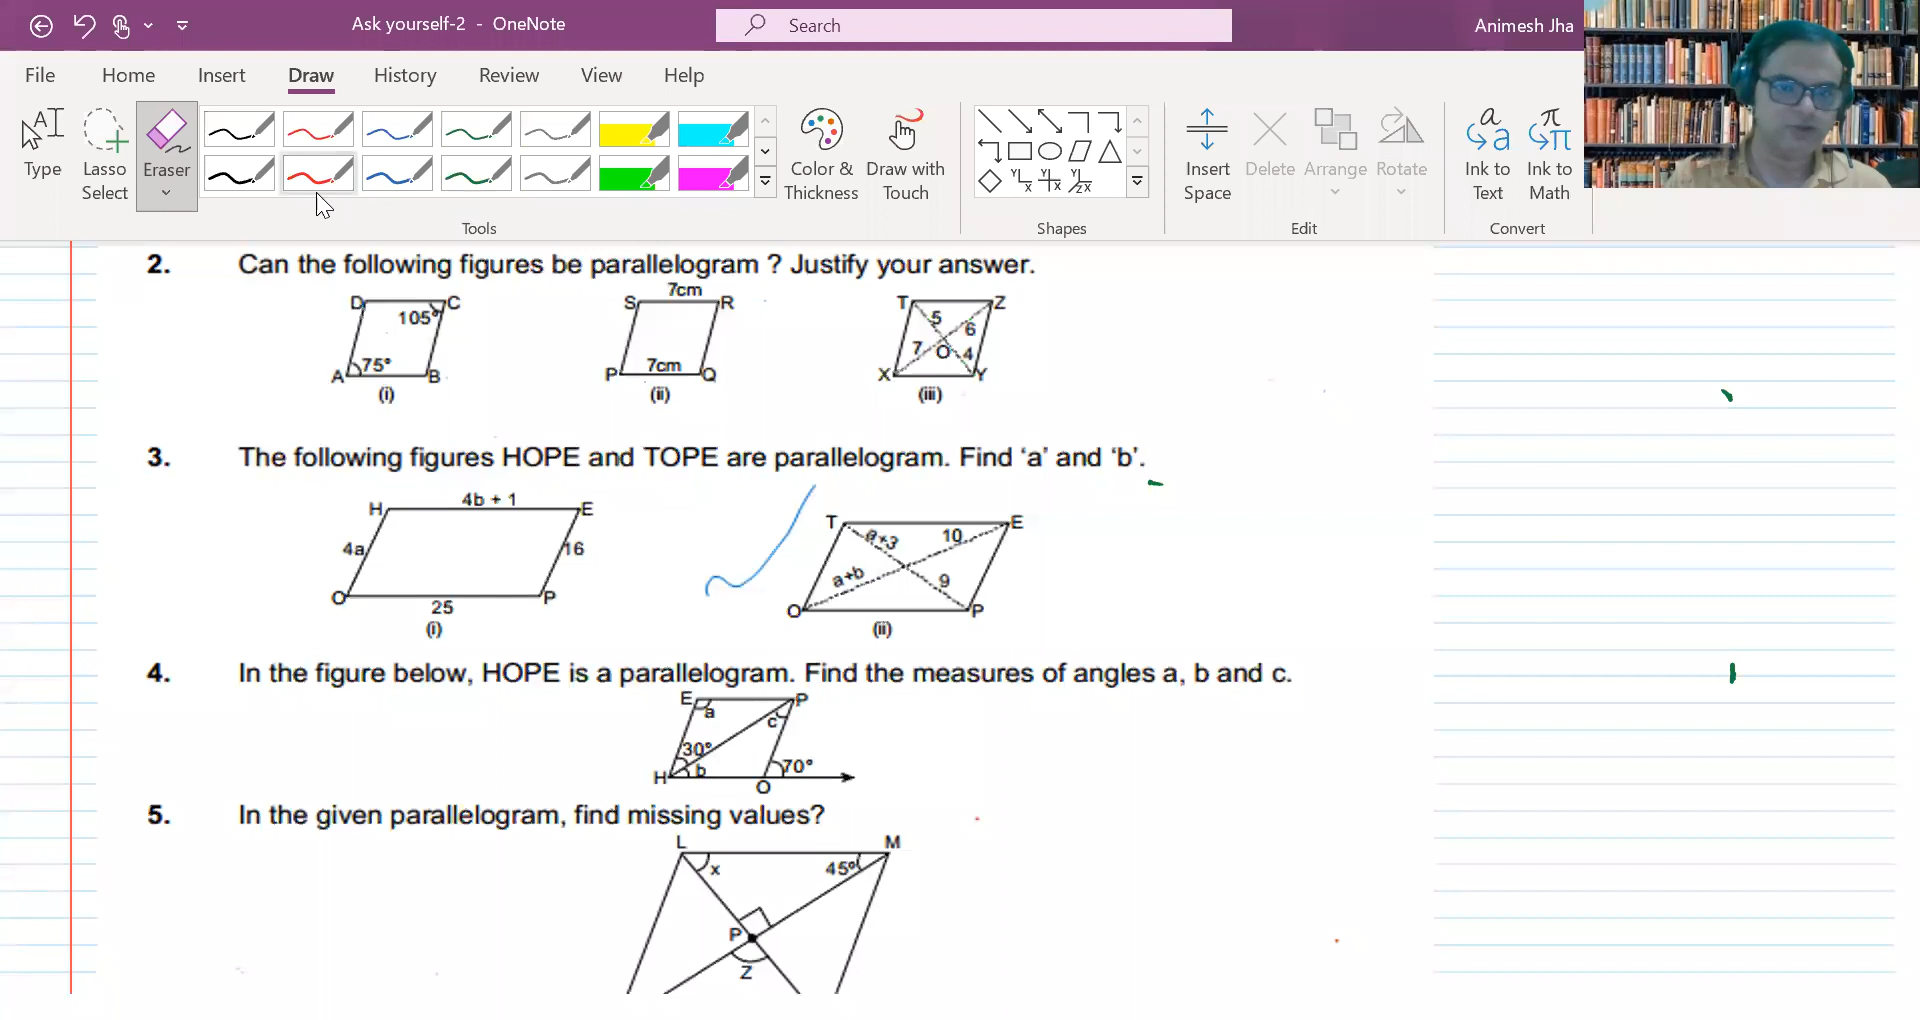 Ask yourself-2 - OneNote
Search
Animesh Jha
File Home Insert Draw History Review View Help
Type
Lasso Select
Eraser
Color & Thickness
Draw with Touch
Insert Space
Delete
Arrange
Rotate
Ink to Text
Ink to Math
Tools
Shapes
Edit
Convert
2. Can the following figures be parallelogram ? Justify your answer.
D C 105° 75° A B (i)
7cm S R 7cm P Q (ii)
T Z 5 6 7 O 4 X Y (iii)
3. The following figures HOPE and TOPE are parallelogram. Find ‘a’ and ‘b’.
4b + 1 H E 4a 16 O P 25 (i)
T E a+3 10 a+b 9 O P (ii)
4. In the figure below, HOPE is a parallelogram. Find the measures of angles a, b and c.
E P a c 30° b 70° H O
5. In the given parallelogram, find missing values?
L M x 45° P Z